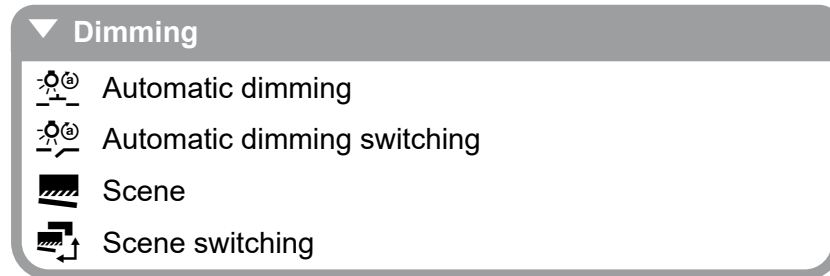 Dimming
Automatic dimming
Automatic dimming switching
Scene
Scene switching